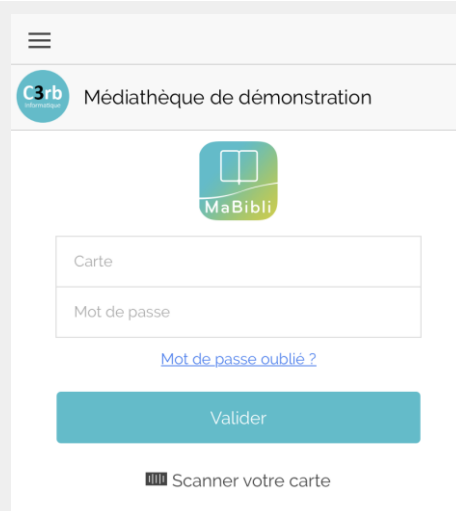 C3rb
Informatique
Médiathèque de démonstration
MaBibli
Carte
Mot de passe
Mot de passe oublié ?
Valider
Scanner votre carte